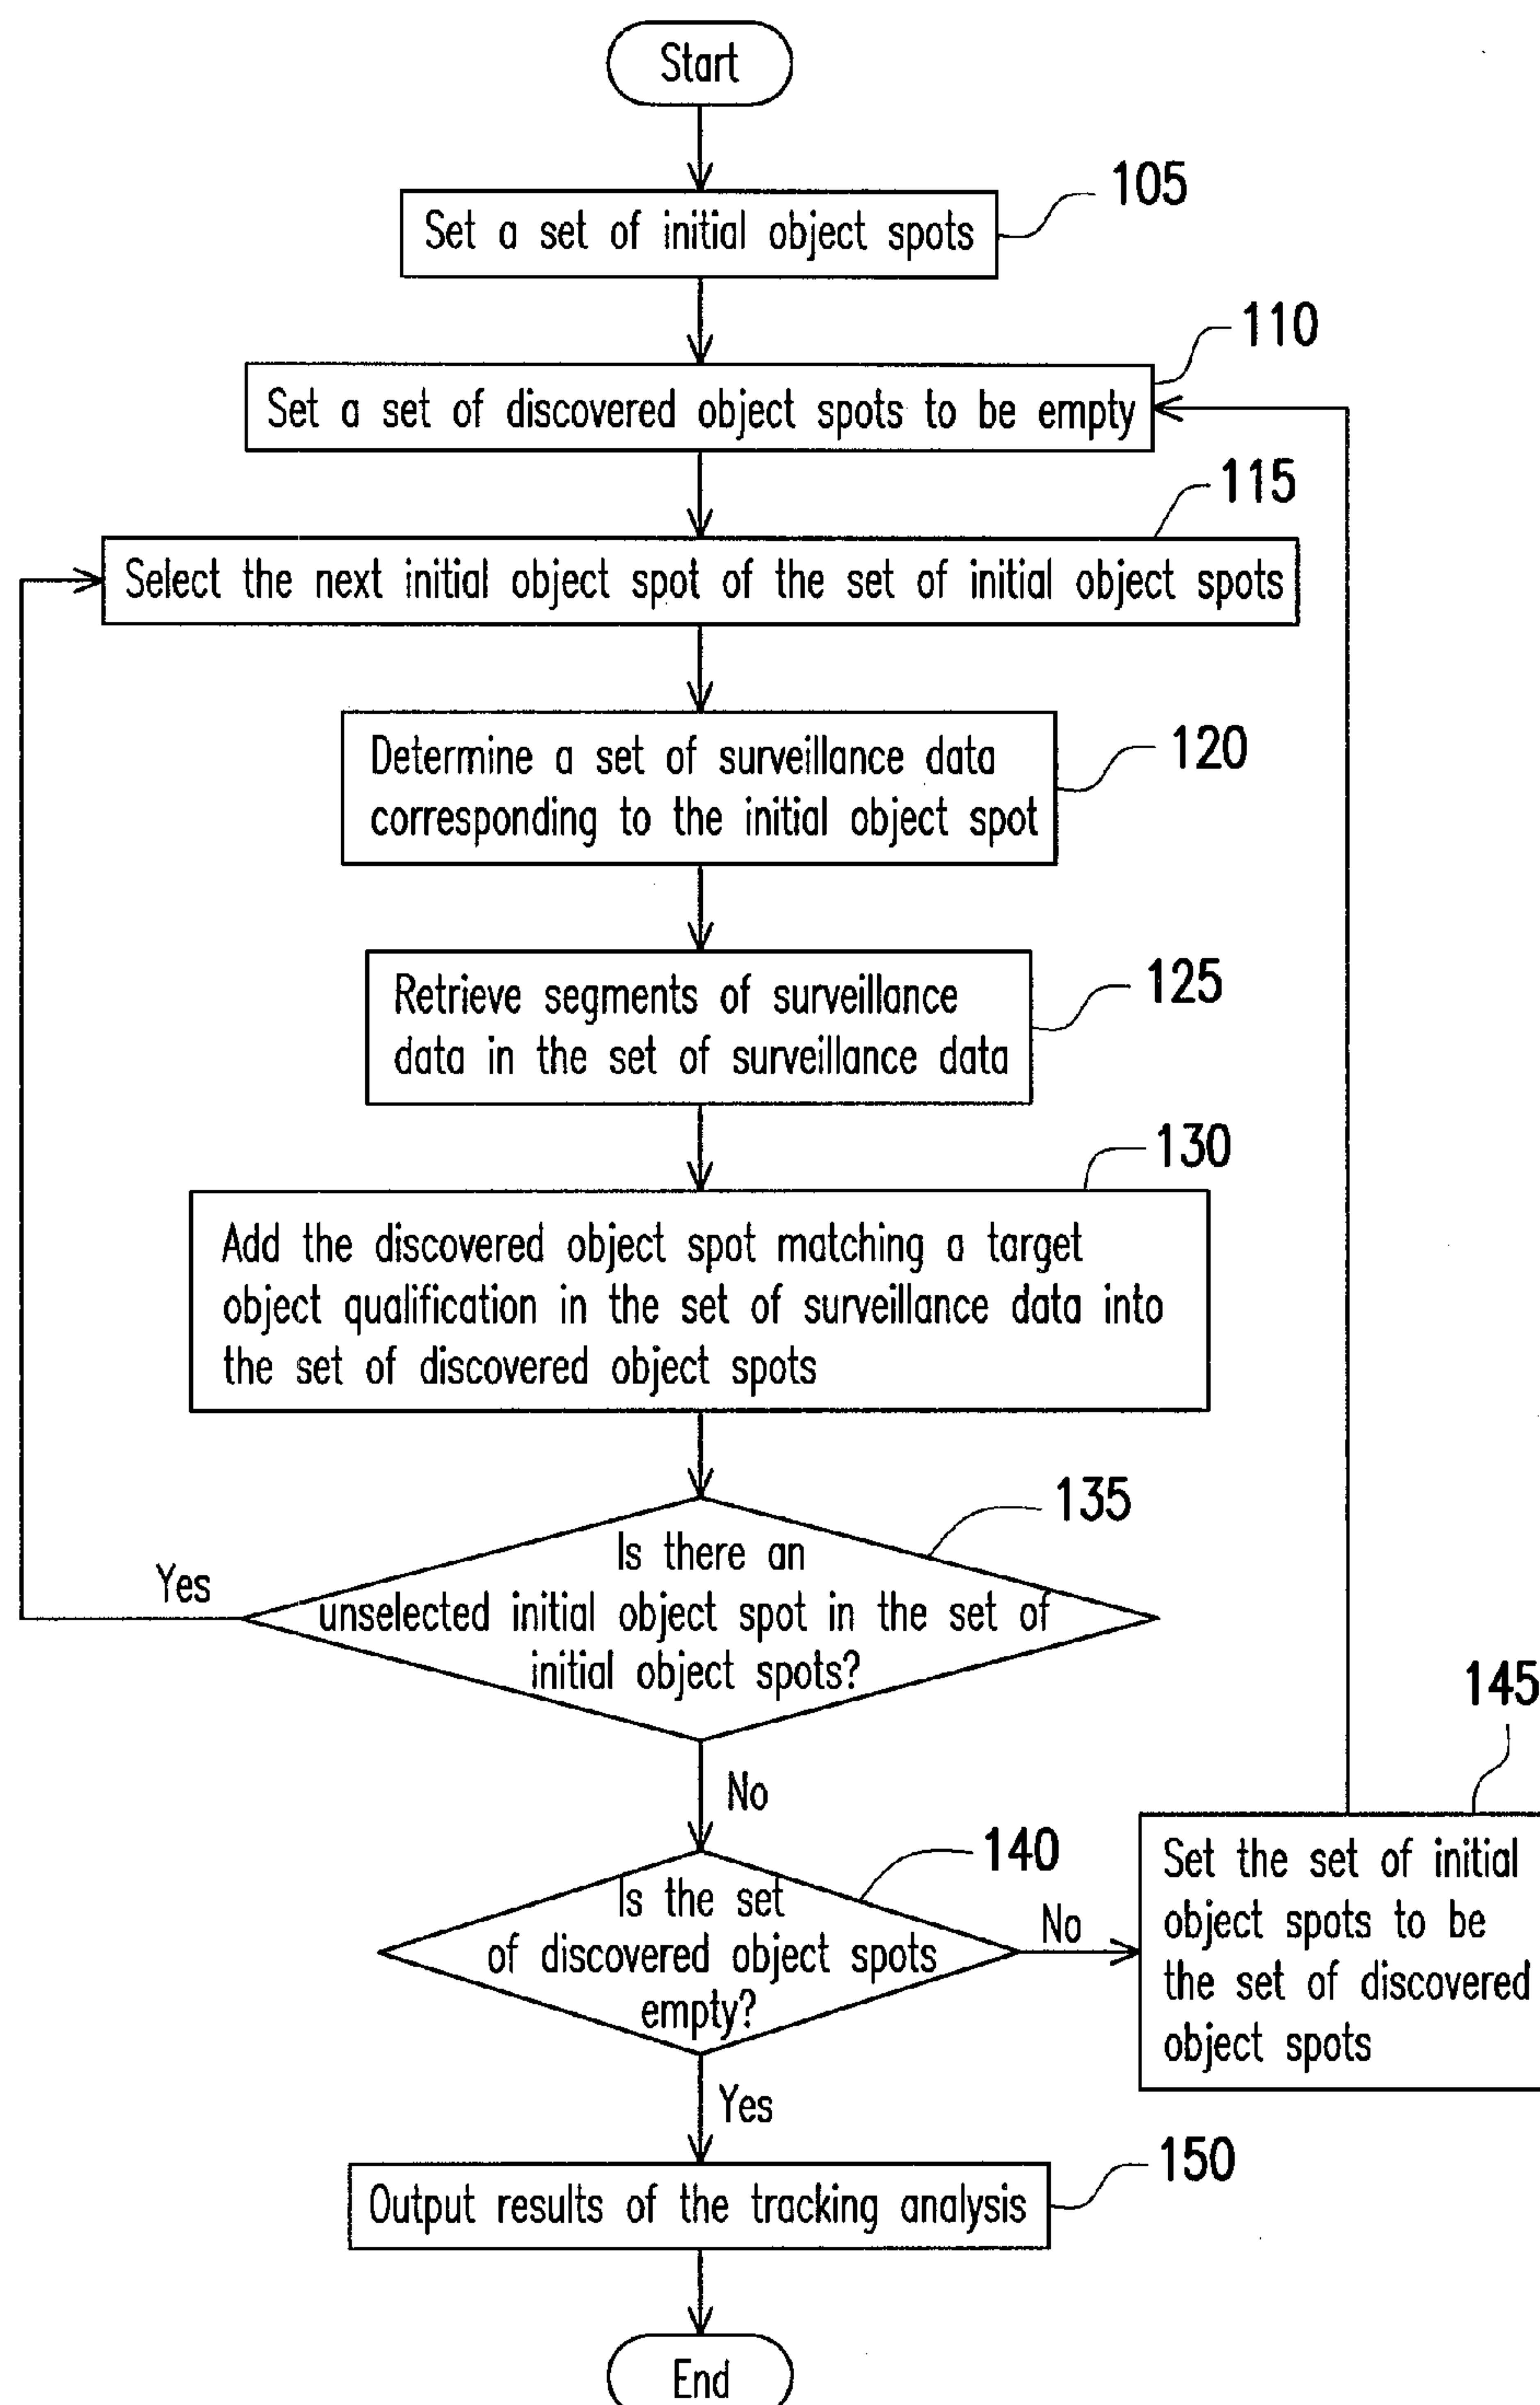 Start
105
Set a set of initial object spots
110
Set a set of discovered object spots to be empty
115
Select the next initial object spot of the set of initial object spots
120
Determine a set of surveillance data
corresponding to the initial object spot
125
Retrieve segments of surveillance
data in the set of surveillance data
130
Add the discovered object spot matching a target
object qualification in the set of surveillance data into
the set of discovered object spots
135
Is there an
unselected initial object spot in the set of
initial object spots?
Yes
No
140
Is the set
of discovered object spots
empty?
No
145
Set the set of initial
object spots to be
the set of discovered
object spots
Yes
150
Output results of the tracking analysis
End